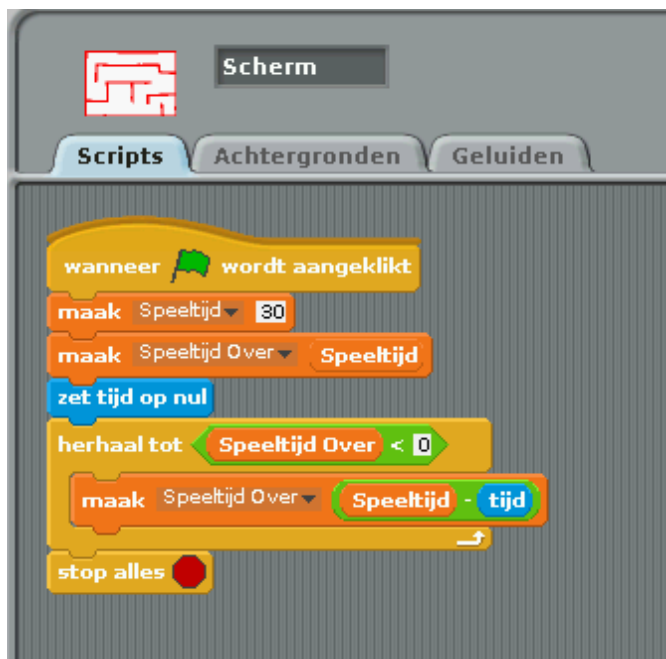 Scherm
Scripts Achtergronden Geluiden
wanneer wordt aangeklikt
maak Speeltijd 30
maak Speeltijd Over Speeltijd
zet tijd op nul
herhaal tot Speeltijd Over < 0
maak Speeltijd Over Speeltijd - tijd
stop alles